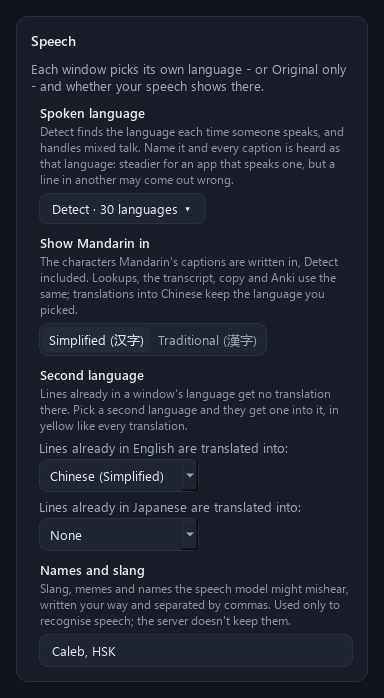 Speech
Each window picks its own language - or Original only
- and whether your speech shows there.
Spoken language
Detect finds the language each time someone speaks, and
handles mixed talk. Name it and every caption is heard as
that language: steadier for an app that speaks one, but a
line in another may come out wrong.
Detect · 30 languages ▾
Show Mandarin in
The characters Mandarin's captions are written in, Detect
included. Lookups, the transcript, copy and Anki use the
same; translations into Chinese keep the language you
picked.
Simplified (汉字) Traditional (漢字)
Second language
Lines already in a window's language get no translation
there. Pick a second language and they get one into it, in
yellow like every translation.
Lines already in English are translated into:
Chinese (Simplified)
Lines already in Japanese are translated into:
None
Names and slang
Slang, memes and names the speech model might mishear,
written your way and separated by commas. Used only to
recognise speech; the server doesn't keep them.
Caleb, HSK